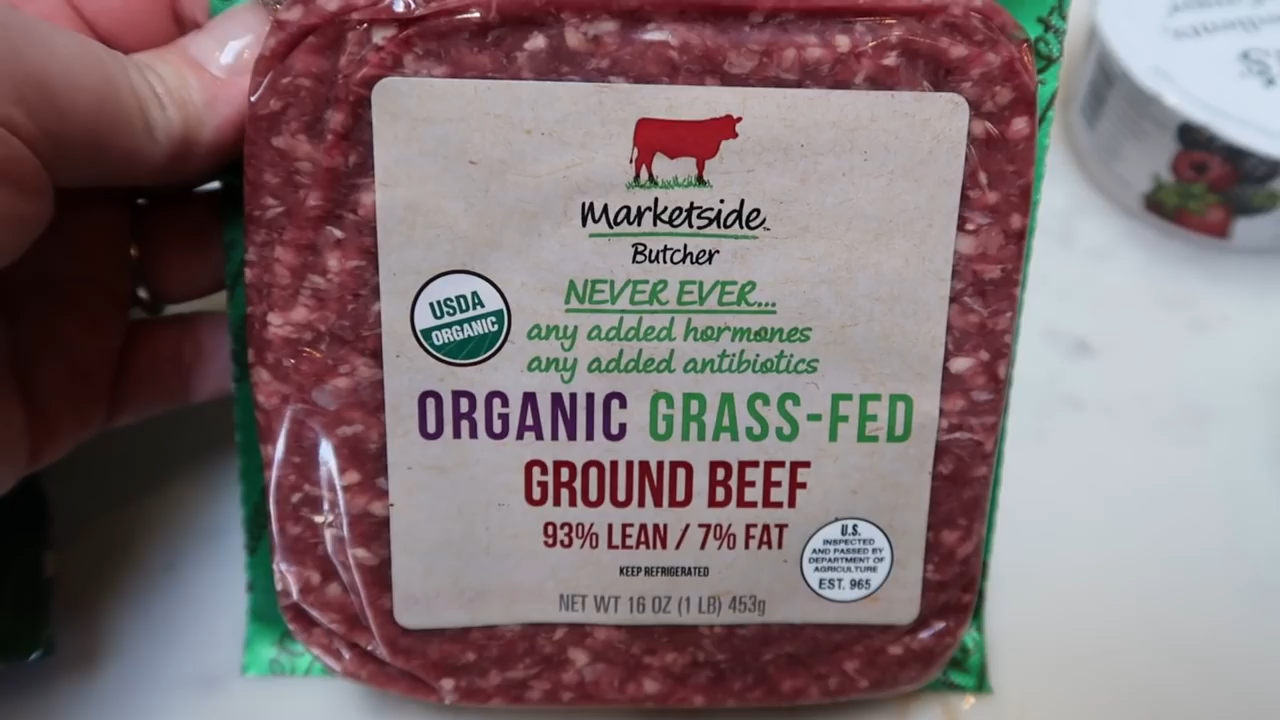 Marketside™
Butcher
NEVER EVER...
any added hormones
any added antibiotics
USDA
ORGANIC
ORGANIC GRASS-FED
GROUND BEEF
93% LEAN / 7% FAT
KEEP REFRIGERATED
NET WT 16 OZ (1 LB) 453g
U.S.
INSPECTED
AND PASSED BY
DEPARTMENT OF
AGRICULTURE
EST. 965